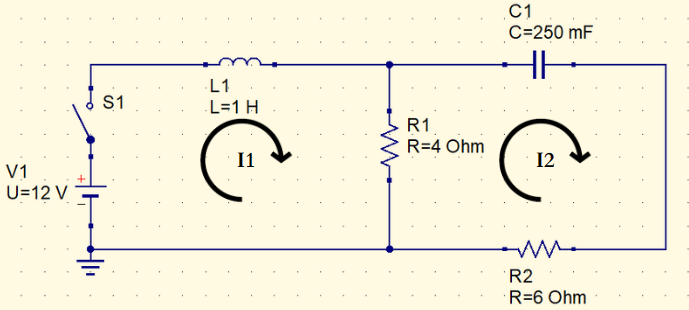 C1
C=250 mF
L1
L=1 H
S1
R1
R=4 Ohm
I1
I2
V1
U=12 V
+
−
R2
R=6 Ohm